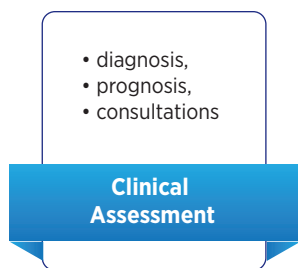 • diagnosis,
• prognosis,
• consultations
Clinical
Assessment